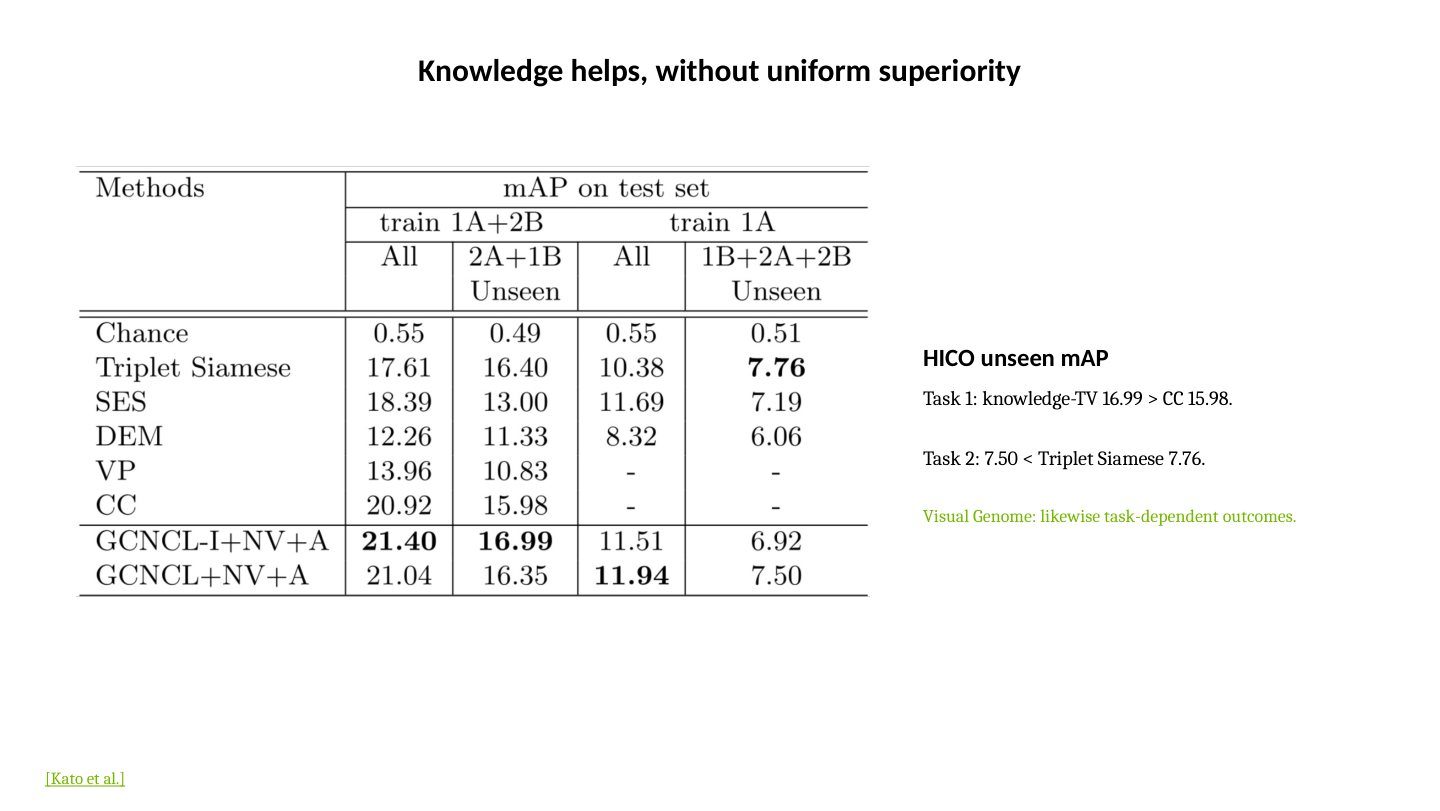 Knowledge helps, without uniform superiority
Methods mAP on test set
train 1A+2B train 1A
All 2A+1B All 1B+2A+2B
Unseen Unseen
Chance 0.55 0.49 0.55 0.51
Triplet Siamese 17.61 16.40 10.38 7.76
SES 18.39 13.00 11.69 7.19
DEM 12.26 11.33 8.32 6.06
VP 13.96 10.83 - -
CC 20.92 15.98 - -
GCNCL-I+NV+A 21.40 16.99 11.51 6.92
GCNCL+NV+A 21.04 16.35 11.94 7.50
HICO unseen mAP
Task 1: knowledge-TV 16.99 > CC 15.98.
Task 2: 7.50 < Triplet Siamese 7.76.
Visual Genome: likewise task-dependent outcomes.
[Kato et al.]